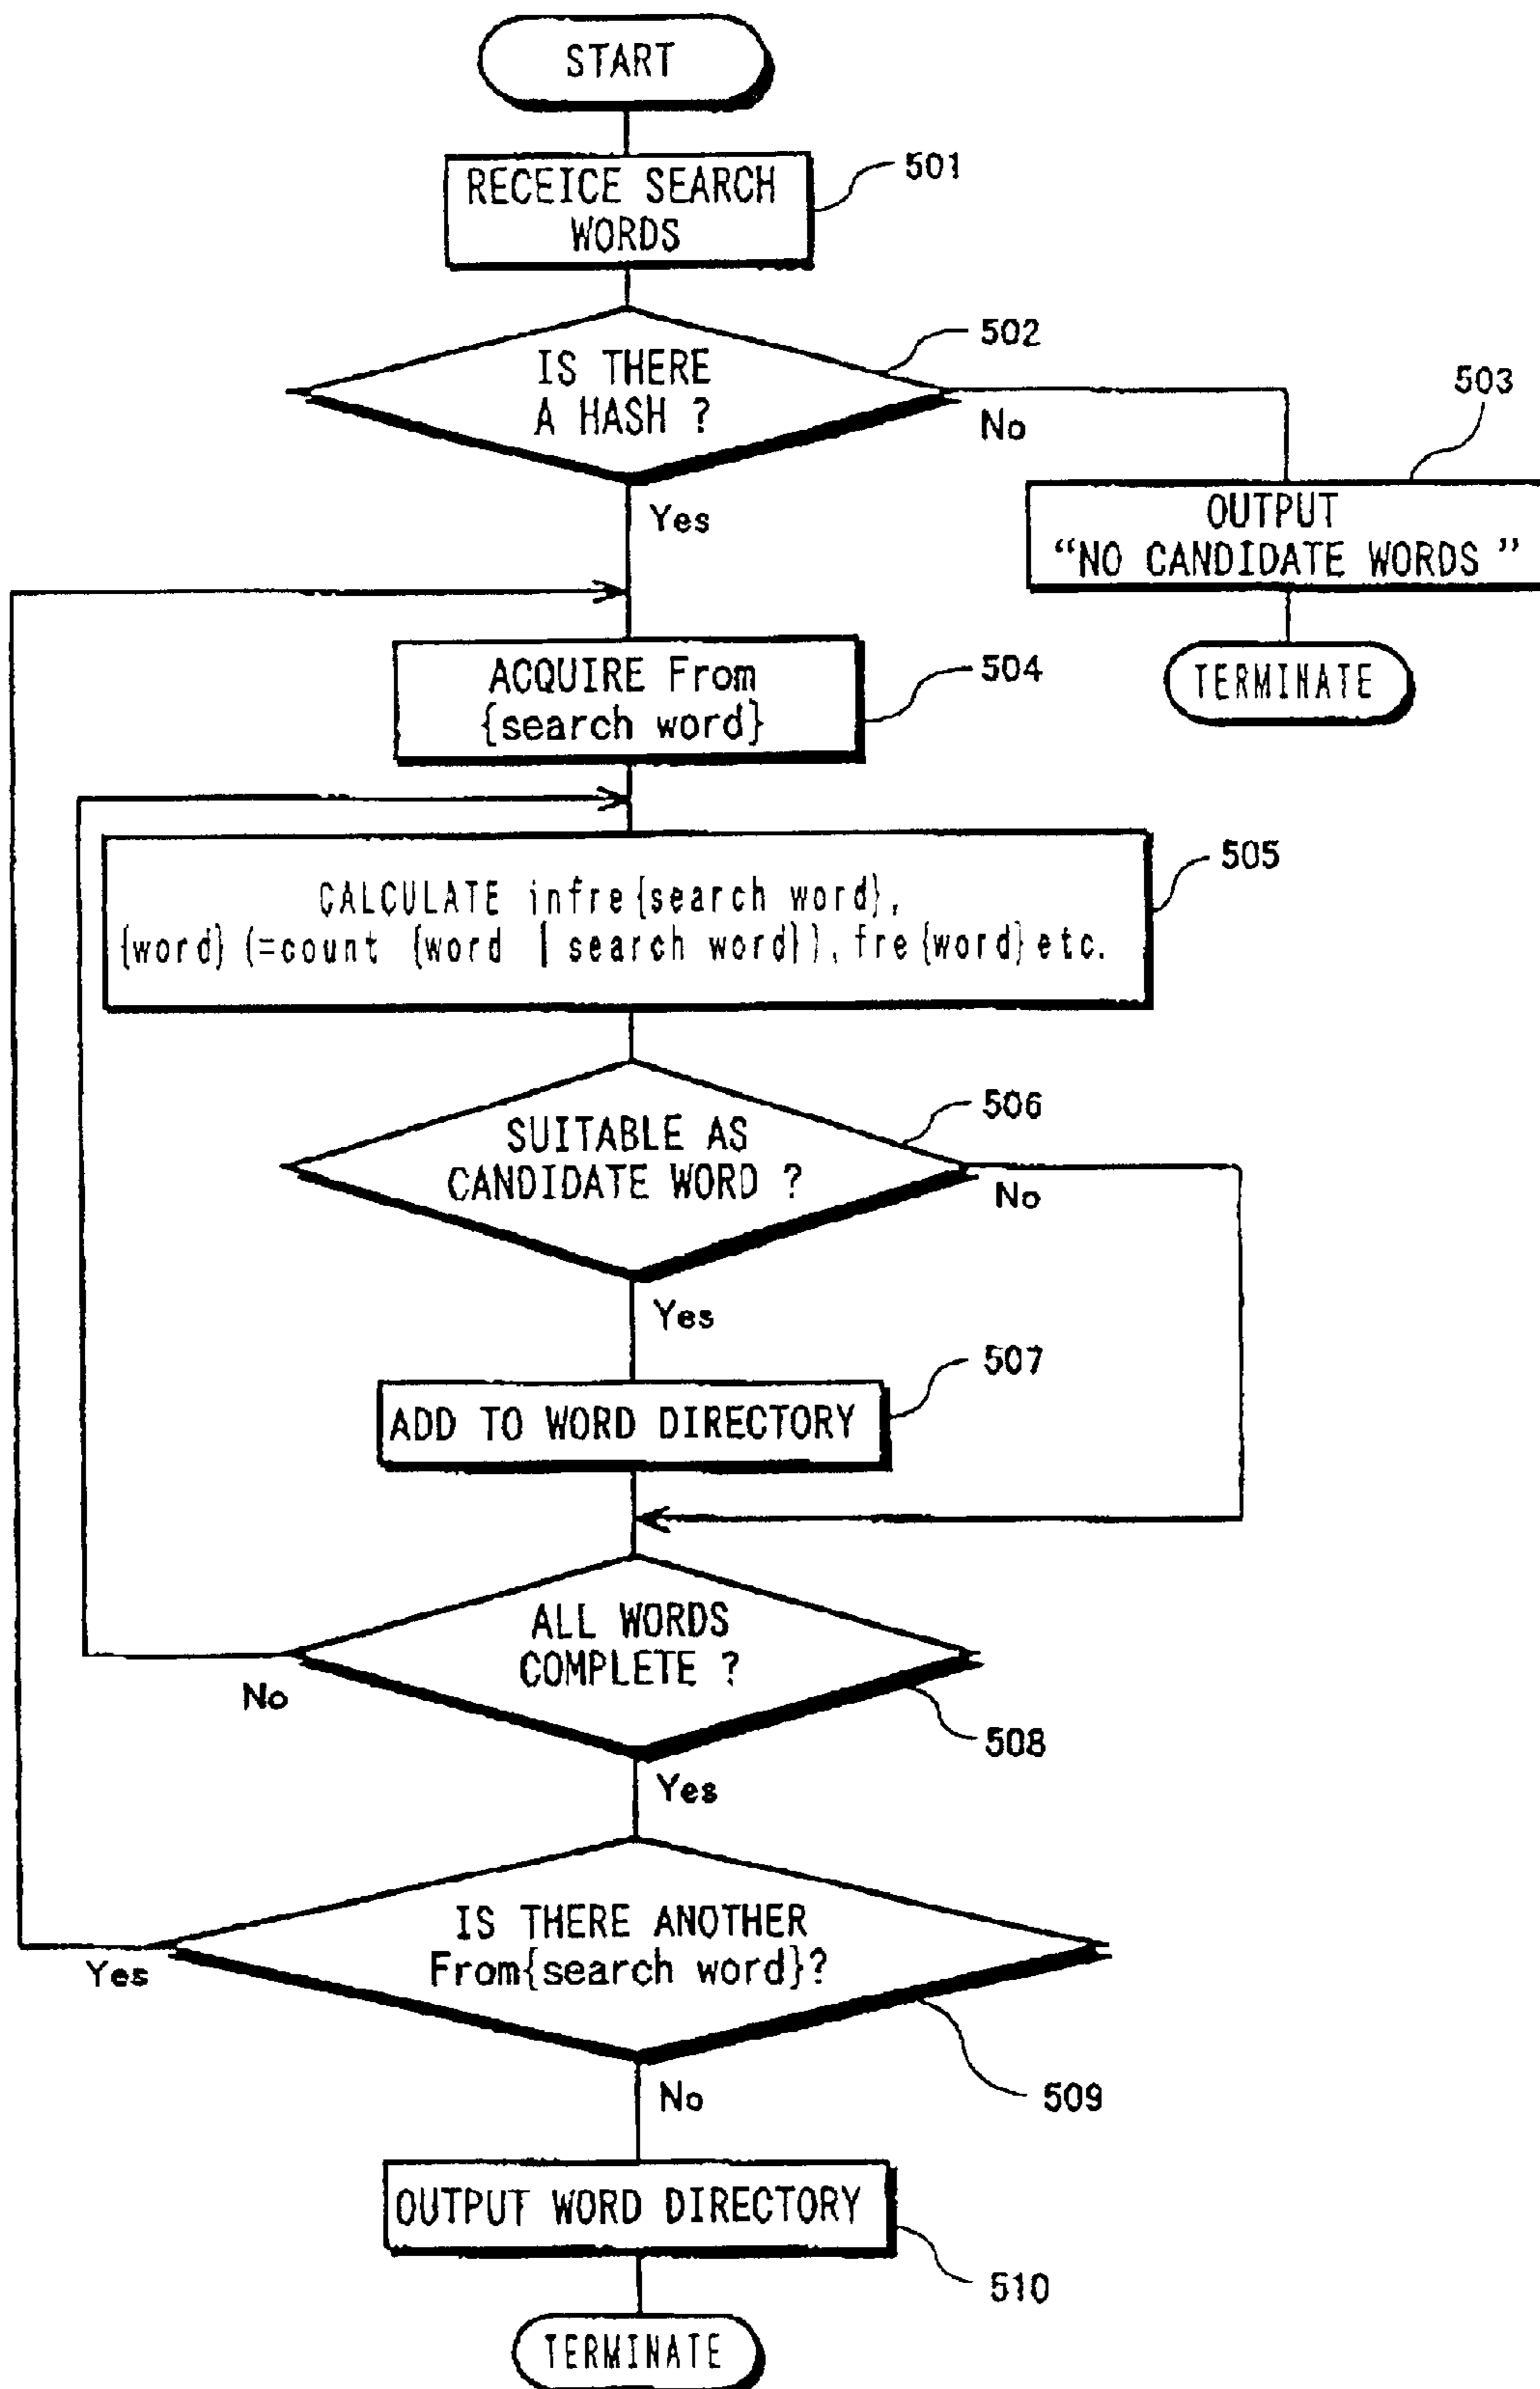 START
RECEICE SEARCH
WORDS
501
IS THERE
A HASH ?
502
No
Yes
503
OUTPUT
“NO CANDIDATE WORDS ”
TERMINATE
ACQUIRE From
{search word}
504
CALCULATE infre{search word},
{word} (=count {word | search word}), fre{word}etc.
505
SUITABLE AS
CANDIDATE WORD ?
506
No
Yes
507
ADD TO WORD DIRECTORY
ALL WORDS
COMPLETE ?
No
508
Yes
IS THERE ANOTHER
From{search word}?
Yes
509
No
OUTPUT WORD DIRECTORY
510
TERMINATE